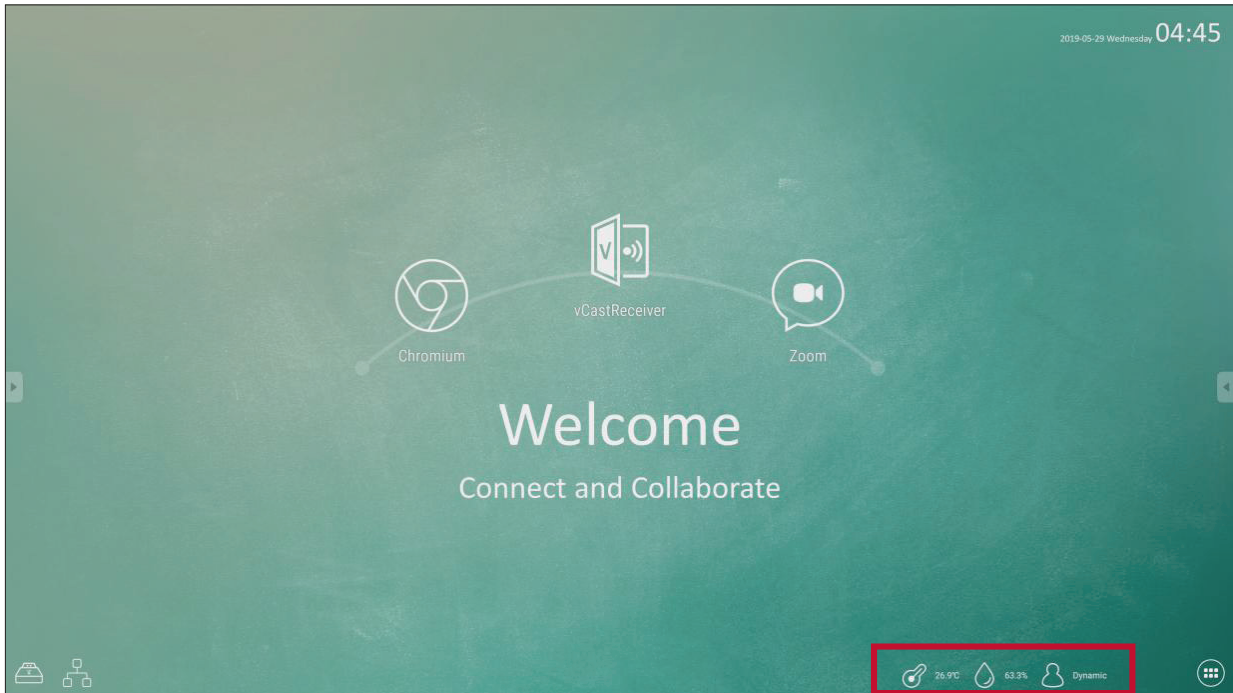 2019-05-29 Wednesday 04:45
V
vCastReceiver
Chromium
Zoom
Welcome
Connect and Collaborate
26.9℃ 63.3% Dynamic